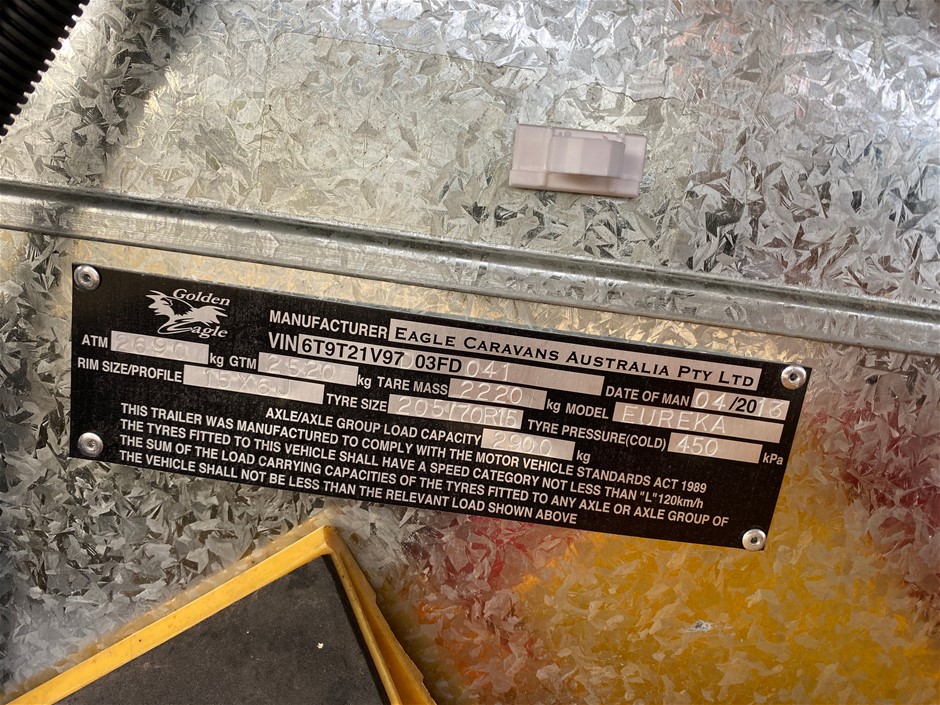 Golden
Eagle
MANUFACTURER EAGLE CARAVANS AUSTRALIA PTY LTD
VIN 6T9T21V97 03FD 041
ATM 2690 kg GTM 2520 kg TARE MASS 2220 kg DATE OF MAN 04/2013
RIM SIZE/PROFILE 15X6J TYRE SIZE 205/70R15 MODEL EUREKA
AXLE/AXLE GROUP LOAD CAPACITY 2900 kg TYRE PRESSURE(COLD) 450 kPa
THIS TRAILER WAS MANUFACTURED TO COMPLY WITH THE MOTOR VEHICLE STANDARDS ACT 1989
THE TYRES FITTED TO THIS VEHICLE SHALL HAVE A SPEED CATEGORY NOT LESS THAN "L"120km/h
THE SUM OF THE LOAD CARRYING CAPACITIES OF THE TYRES FITTED TO ANY AXLE OR AXLE GROUP OF
THE VEHICLE SHALL NOT BE LESS THAN THE RELEVANT LOAD SHOWN ABOVE